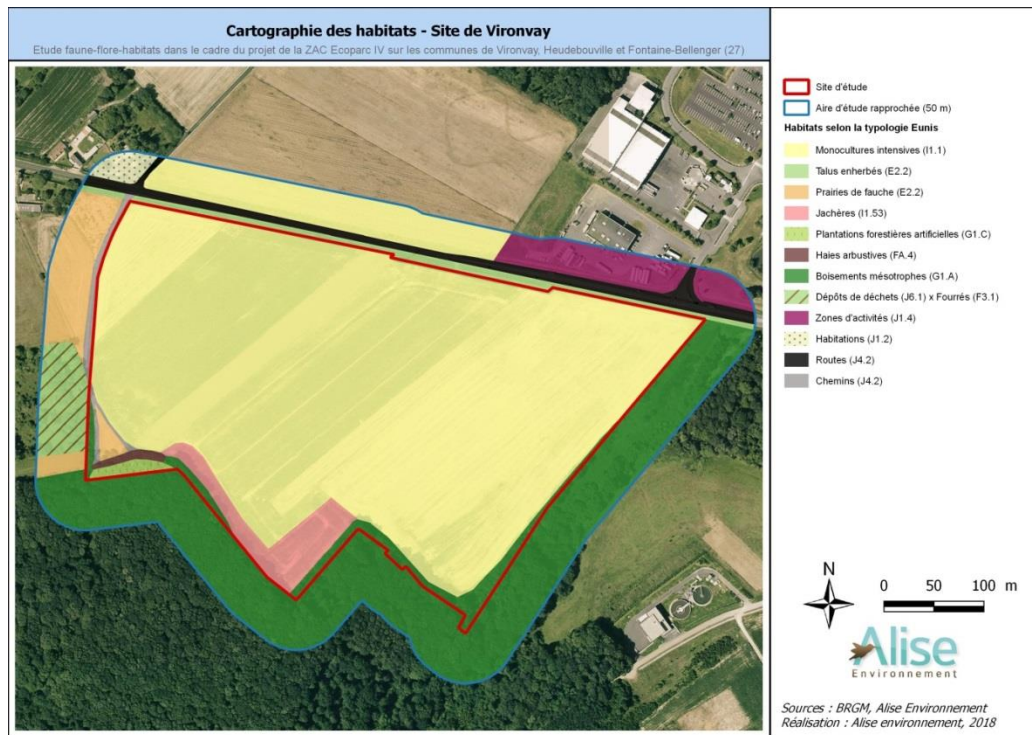 Cartographie des habitats - Site de Vironvay
Etude faune-flore-habitats dans le cadre du projet de la ZAC Ecoparc IV sur les communes de Vironvay, Heudebouville et Fontaine-Bellenger (27)
Site d'étude
Aire d'étude rapprochée (50 m)
Habitats selon la typologie Eunis
Monocultures intensives (I1.1)
Talus enherbés (E2.2)
Prairies de fauche (E2.2)
Jachères (I1.53)
Plantations forestières artificielles (G1.C)
Haies arbustives (FA.4)
Boisements mésotrophes (G1.A)
Dépôts de déchets (J6.1) x Fourrés (F3.1)
Zones d'activités (J1.4)
Habitations (J1.2)
Routes (J4.2)
Chemins (J4.2)
N
0 50 100 m
Alise
Environnement
Sources : BRGM, Alise Environnement
Réalisation : Alise environnement, 2018